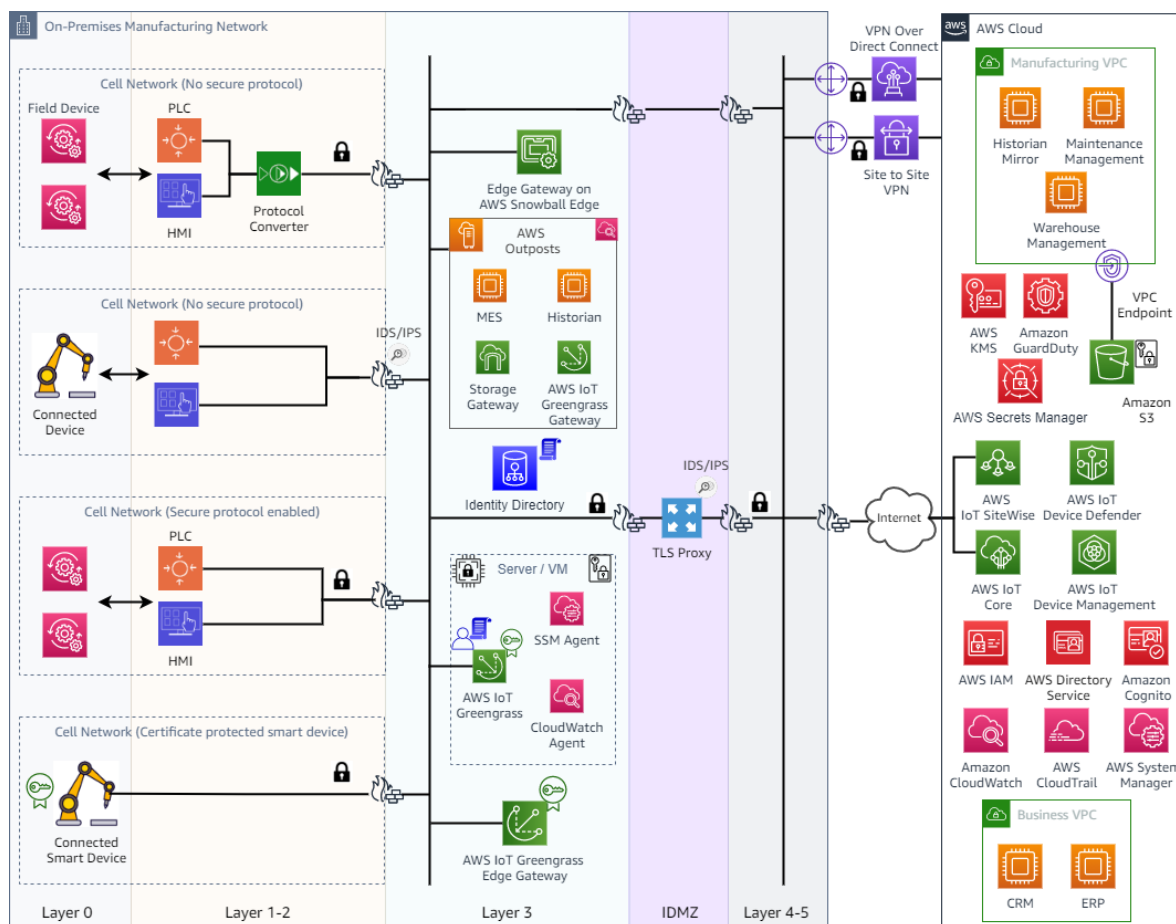 On-Premises Manufacturing Network
Cell Network (No secure protocol)
Field Device
PLC
HMI
Protocol
Converter
Cell Network (No secure protocol)
Connected
Device
IDS/IPS
Cell Network (Secure protocol enabled)
PLC
HMI
Cell Network (Certificate protected smart device)
Connected
Smart Device
Edge Gateway on
AWS Snowball Edge
AWS
Outposts
MES
Historian
Storage
Gateway
AWS IoT
Greengrass
Gateway
Identity Directory
Server / VM
SSM Agent
AWS IoT
Greengrass
CloudWatch
Agent
AWS IoT Greengrass
Edge Gateway
IDS/IPS
TLS Proxy
Layer 0
Layer 1-2
Layer 3
IDMZ
Layer 4-5
VPN Over
Direct Connect
Site to Site
VPN
Internet
aws
AWS Cloud
Manufacturing VPC
Historian
Mirror
Maintenance
Management
Warehouse
Management
VPC
Endpoint
AWS
KMS
Amazon
GuardDuty
AWS Secrets Manager
Amazon
S3
AWS
IoT SiteWise
AWS IoT
Device Defender
AWS IoT
Core
AWS IoT
Device Management
AWS IAM
AWS Directory
Service
Amazon
Cognito
Amazon
CloudWatch
AWS
CloudTrail
AWS System
Manager
Business VPC
CRM
ERP